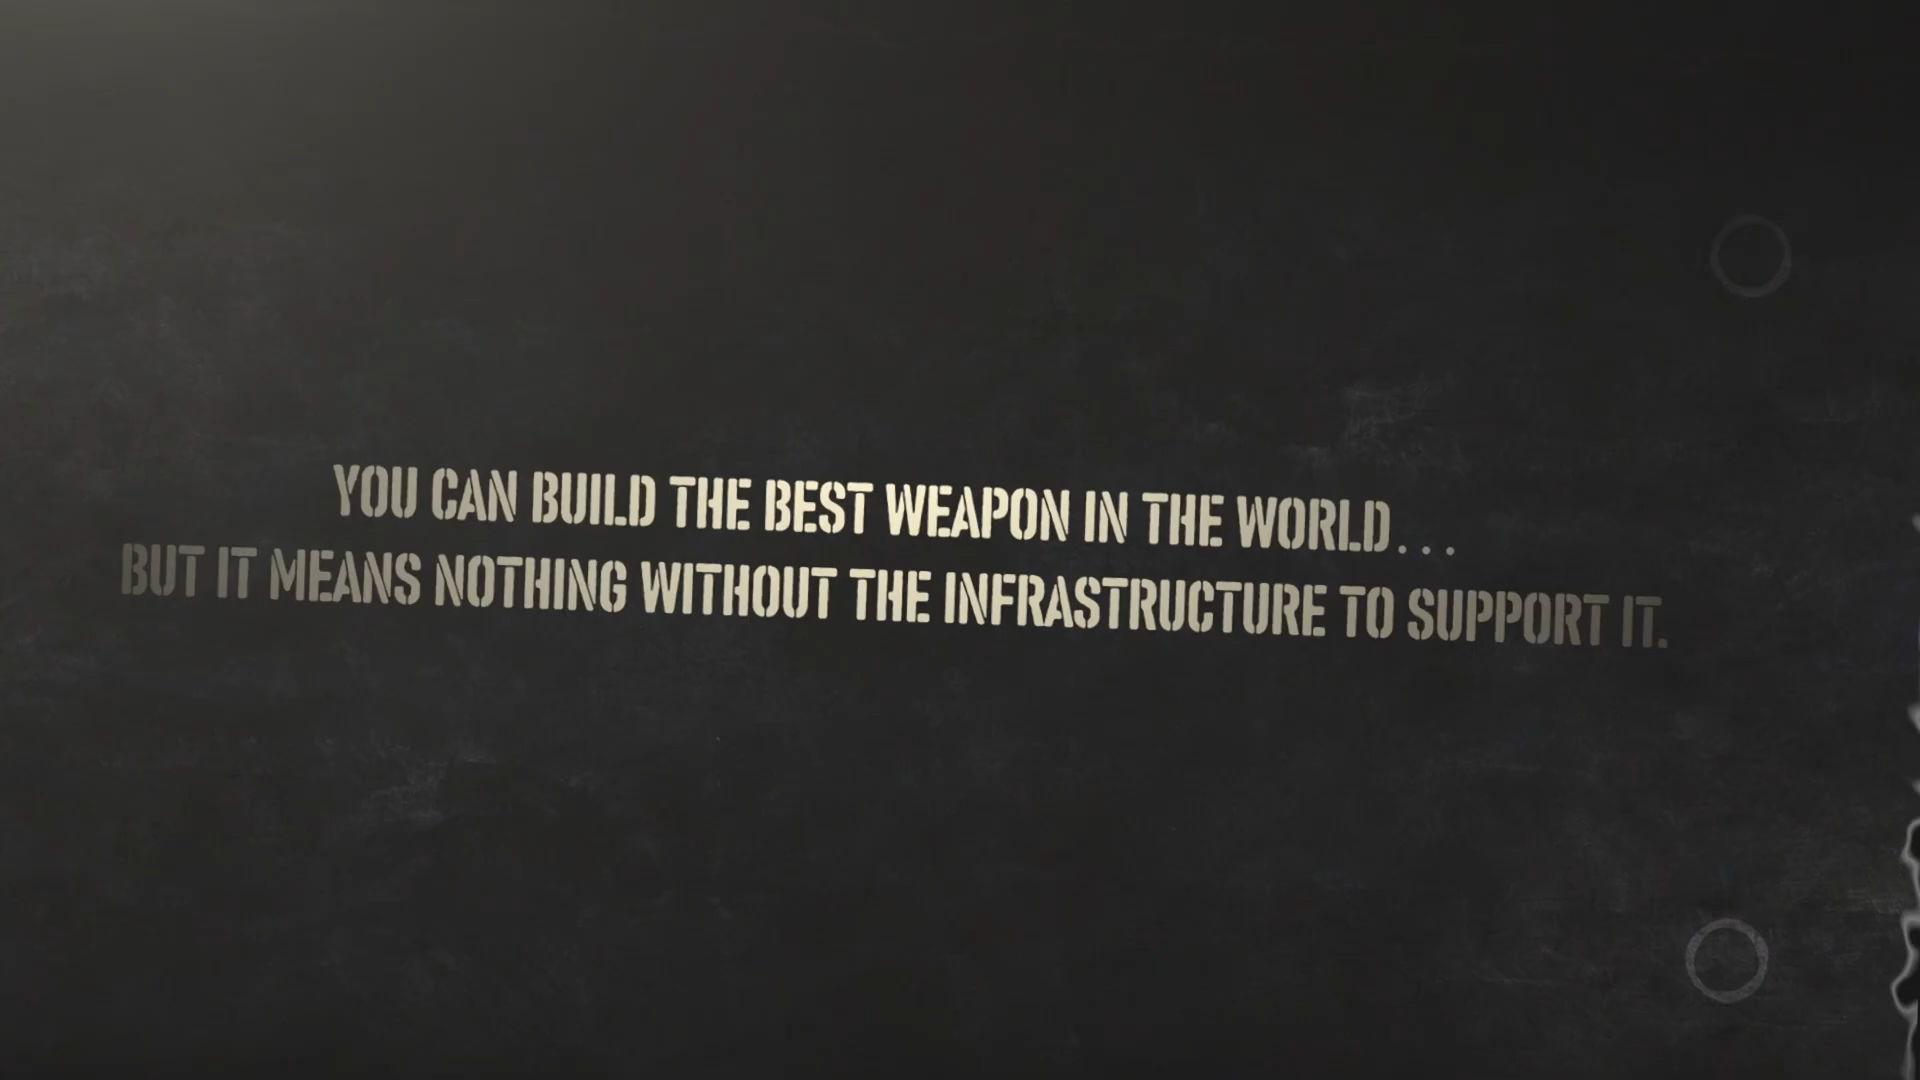 YOU CAN BUILD THE BEST WEAPON IN THE WORLD...
BUT IT MEANS NOTHING WITHOUT THE INFRASTRUCTURE TO SUPPORT IT.